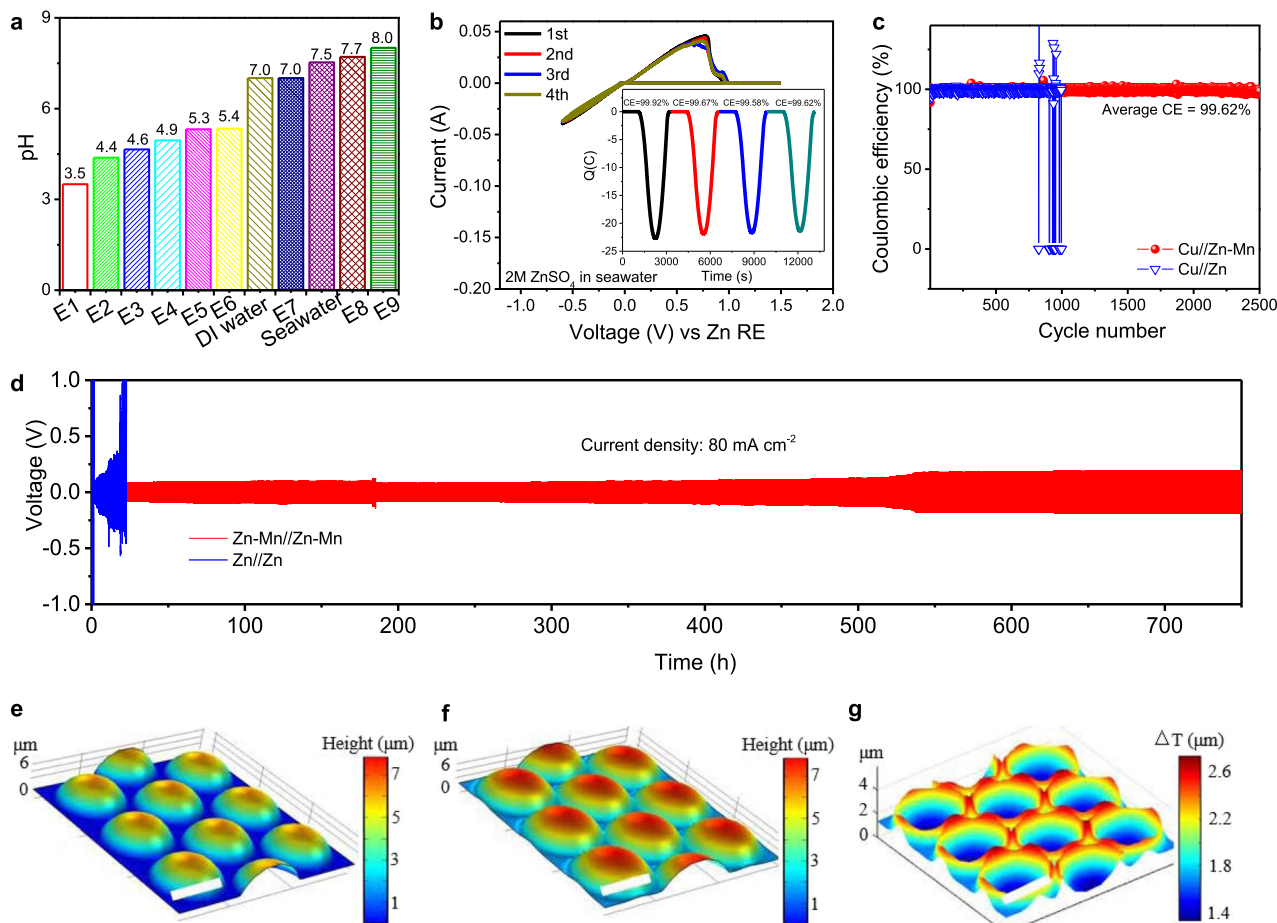 a
pH
9
6
3
0
3.5
4.4
4.6
4.9
5.3
5.4
7.0
7.0
7.5
7.7
8.0
E1
E2
E3
E4
E5
E6
DI water
E7
Seawater
E8
E9
b
1st
2nd
3rd
4th
Current (A)
0.05
0.00
-0.05
-0.10
-0.15
-0.20
CE=99.92% CE=99.67% CE=99.58% CE=99.62%
Q(C)
0
-5
-10
-15
-20
-25
0 3000 6000 9000 12000
Time (s)
2M ZnSO4 in seawater
-1.0 -0.5 0.0 0.5 1.0 1.5 2.0
Voltage (V) vs Zn RE
c
Coulombic efficiency (%)
100
50
0
Average CE = 99.62%
Cu//Zn-Mn
Cu//Zn
500 1000 1500 2000 2500
Cycle number
d
Voltage (V)
1.0
0.5
0.0
-0.5
-1.0
Current density: 80 mA cm-2
Zn-Mn//Zn-Mn
Zn//Zn
0 100 200 300 400 500 600 700
Time (h)
e
μm
6
0
Height (μm)
7
5
3
1
f
μm
6
0
Height (μm)
7
5
3
1
g
μm
4
2
0
△T (μm)
2.6
2.2
1.8
1.4